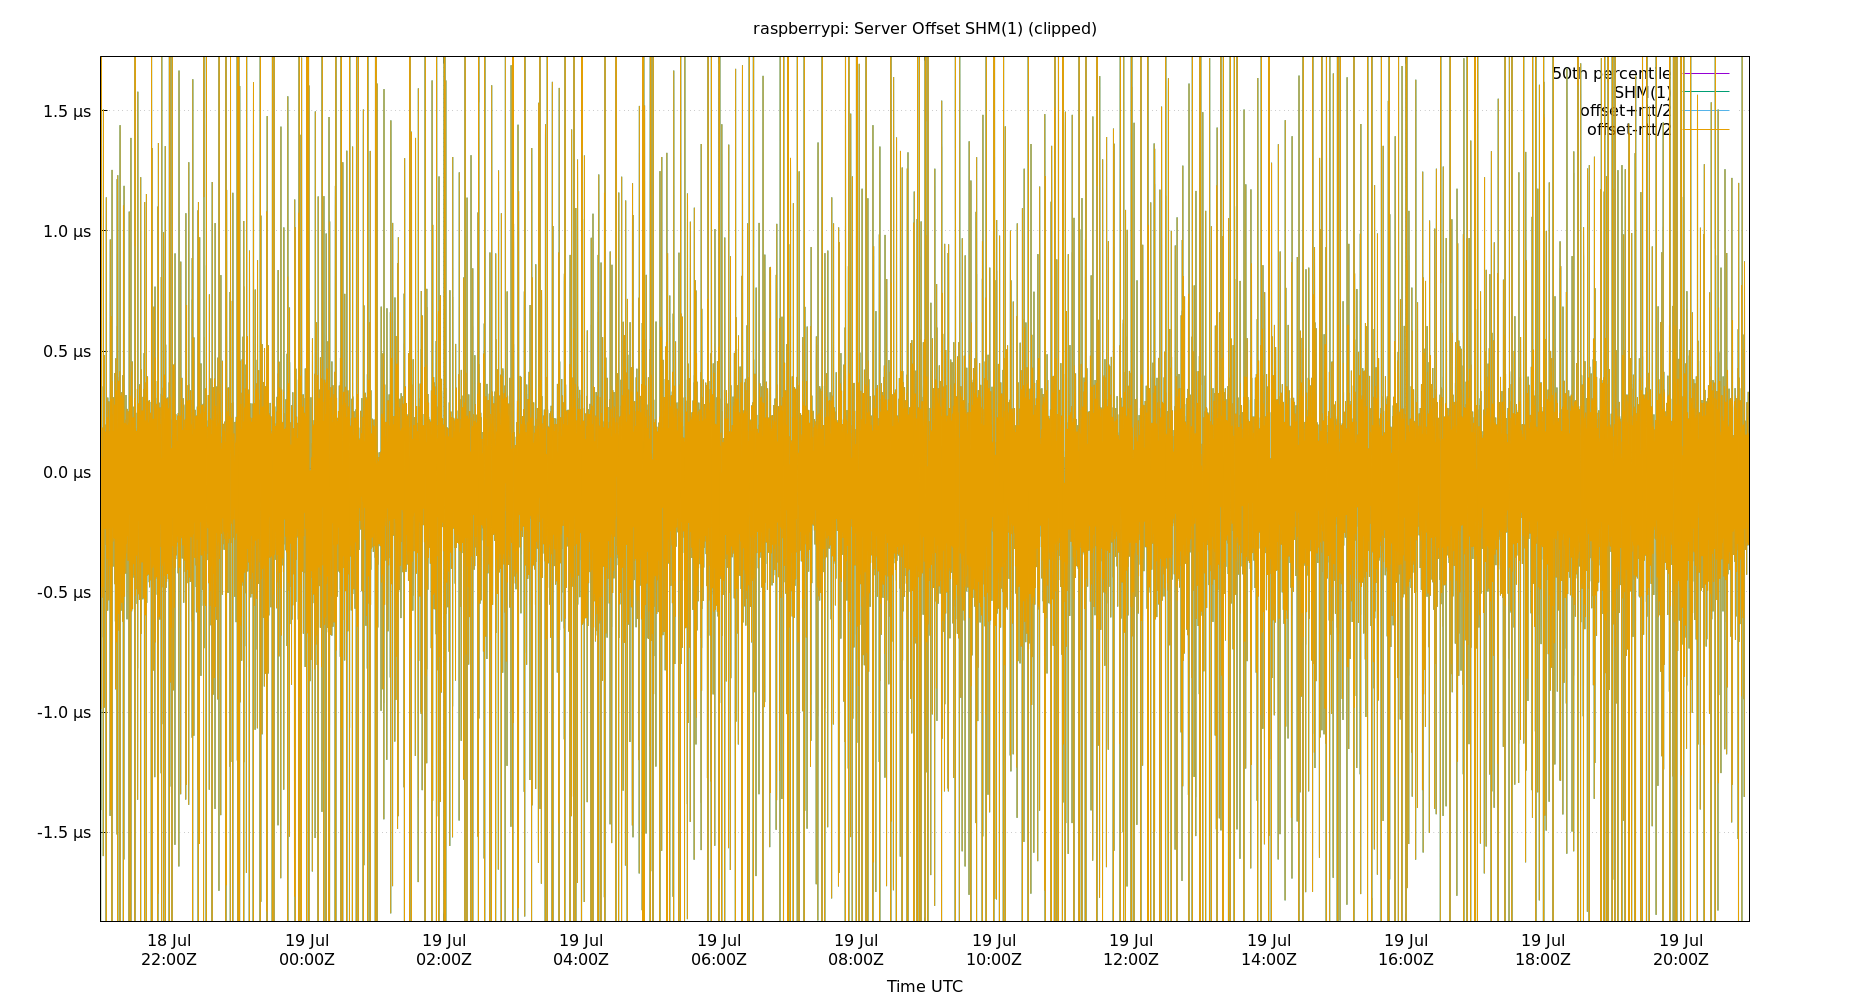 raspberrypi: Server Offset SHM(1) (clipped)
50th percentile
SHM(1)
offset+rtt/2
offset-rtt/2
1.5 µs
1.0 µs
0.5 µs
0.0 µs
-0.5 µs
-1.0 µs
-1.5 µs
18 Jul 19 Jul 19 Jul 19 Jul 19 Jul 19 Jul 19 Jul 19 Jul 19 Jul 19 Jul 19 Jul 19 Jul
22:00Z 00:00Z 02:00Z 04:00Z 06:00Z 08:00Z 10:00Z 12:00Z 14:00Z 16:00Z 18:00Z 20:00Z
Time UTC